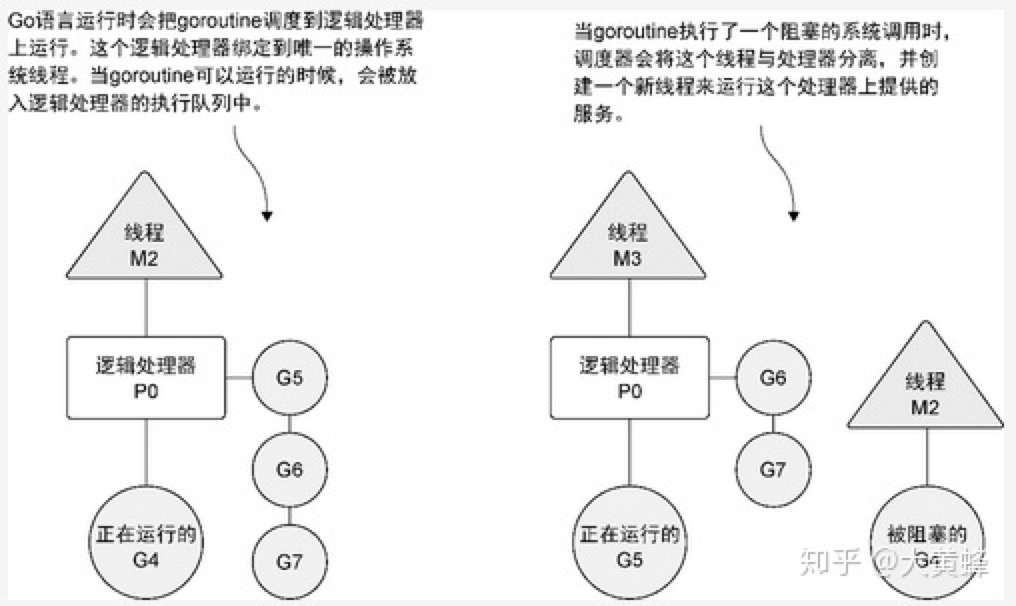 Go语言运行时会把goroutine调度到逻辑处理器
上运行。这个逻辑处理器绑定到唯一的操作系
统线程。当goroutine可以运行的时候，会被放
入逻辑处理器的执行队列中。
当goroutine执行了一个阻塞的系统调用时，
调度器会将这个线程与处理器分离，并创
建一个新线程来运行这个处理器上提供的
服务。
线程
M2
逻辑处理器
P0
G5
G6
G7
正在运行的
G4
线程
M3
逻辑处理器
P0
G6
G7
正在运行的
G5
线程
M2
被阻塞的
G4
知乎 @大黄蜂